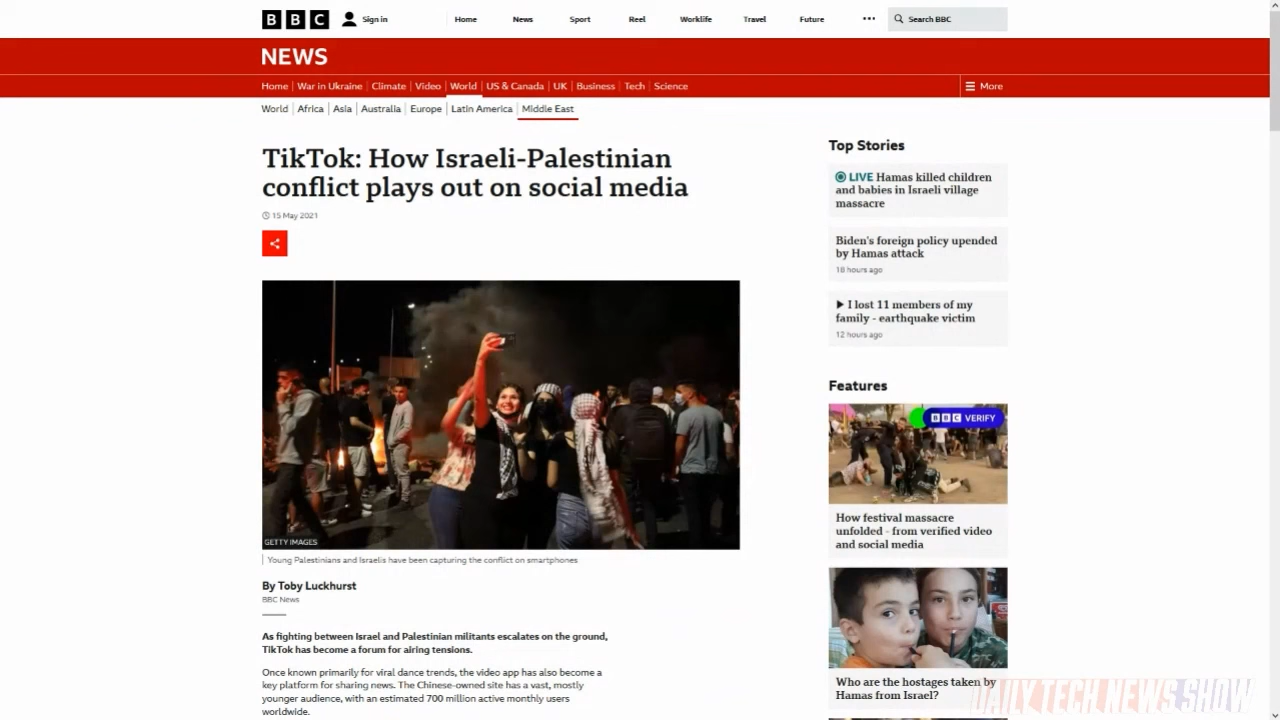 BBC
Sign in
Home
News
Sport
Reel
Worklife
Travel
Future
Search BBC
NEWS
Home
War in Ukraine
Climate
Video
World
US & Canada
UK
Business
Tech
Science
More
World
Africa
Asia
Australia
Europe
Latin America
Middle East
TikTok: How Israeli-Palestinian
conflict plays out on social media
15 May 2021
GETTY IMAGES
Young Palestinians and Israelis have been capturing the conflict on smartphones
By Toby Luckhurst
BBC News
As fighting between Israel and Palestinian militants escalates on the ground,
TikTok has become a forum for airing tensions.
Once known primarily for viral dance trends, the video app has also become a
key platform for sharing news. The Chinese-owned site has a vast, mostly
younger audience, with an estimated 700 million active monthly users
worldwide.
Top Stories
LIVE Hamas killed children
and babies in Israeli village
massacre
Biden's foreign policy upended
by Hamas attack
18 hours ago
I lost 11 members of my
family - earthquake victim
12 hours ago
Features
BBC VERIFY
How festival massacre
unfolded - from verified video
and social media
Who are the hostages taken by
Hamas from Israel?
DAILY TECH NEWS SHOW